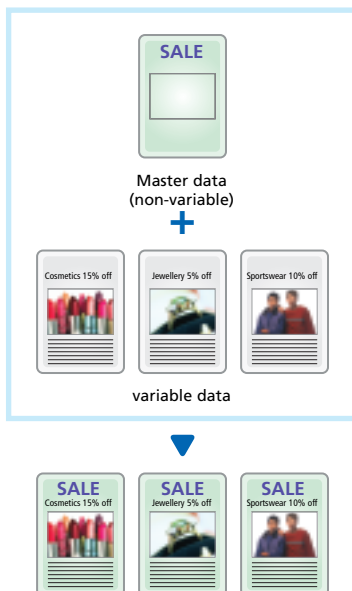 SALE
Master data
(non-variable)
+
Cosmetics 15% off
Jewellery 5% off
Sportswear 10% off
variable data
SALE
Cosmetics 15% off
SALE
Jewellery 5% off
SALE
Sportswear 10% off